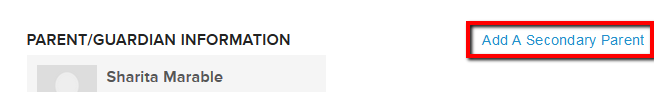 PARENT/GUARDIAN INFORMATION
Add A Secondary Parent
Sharita Marable